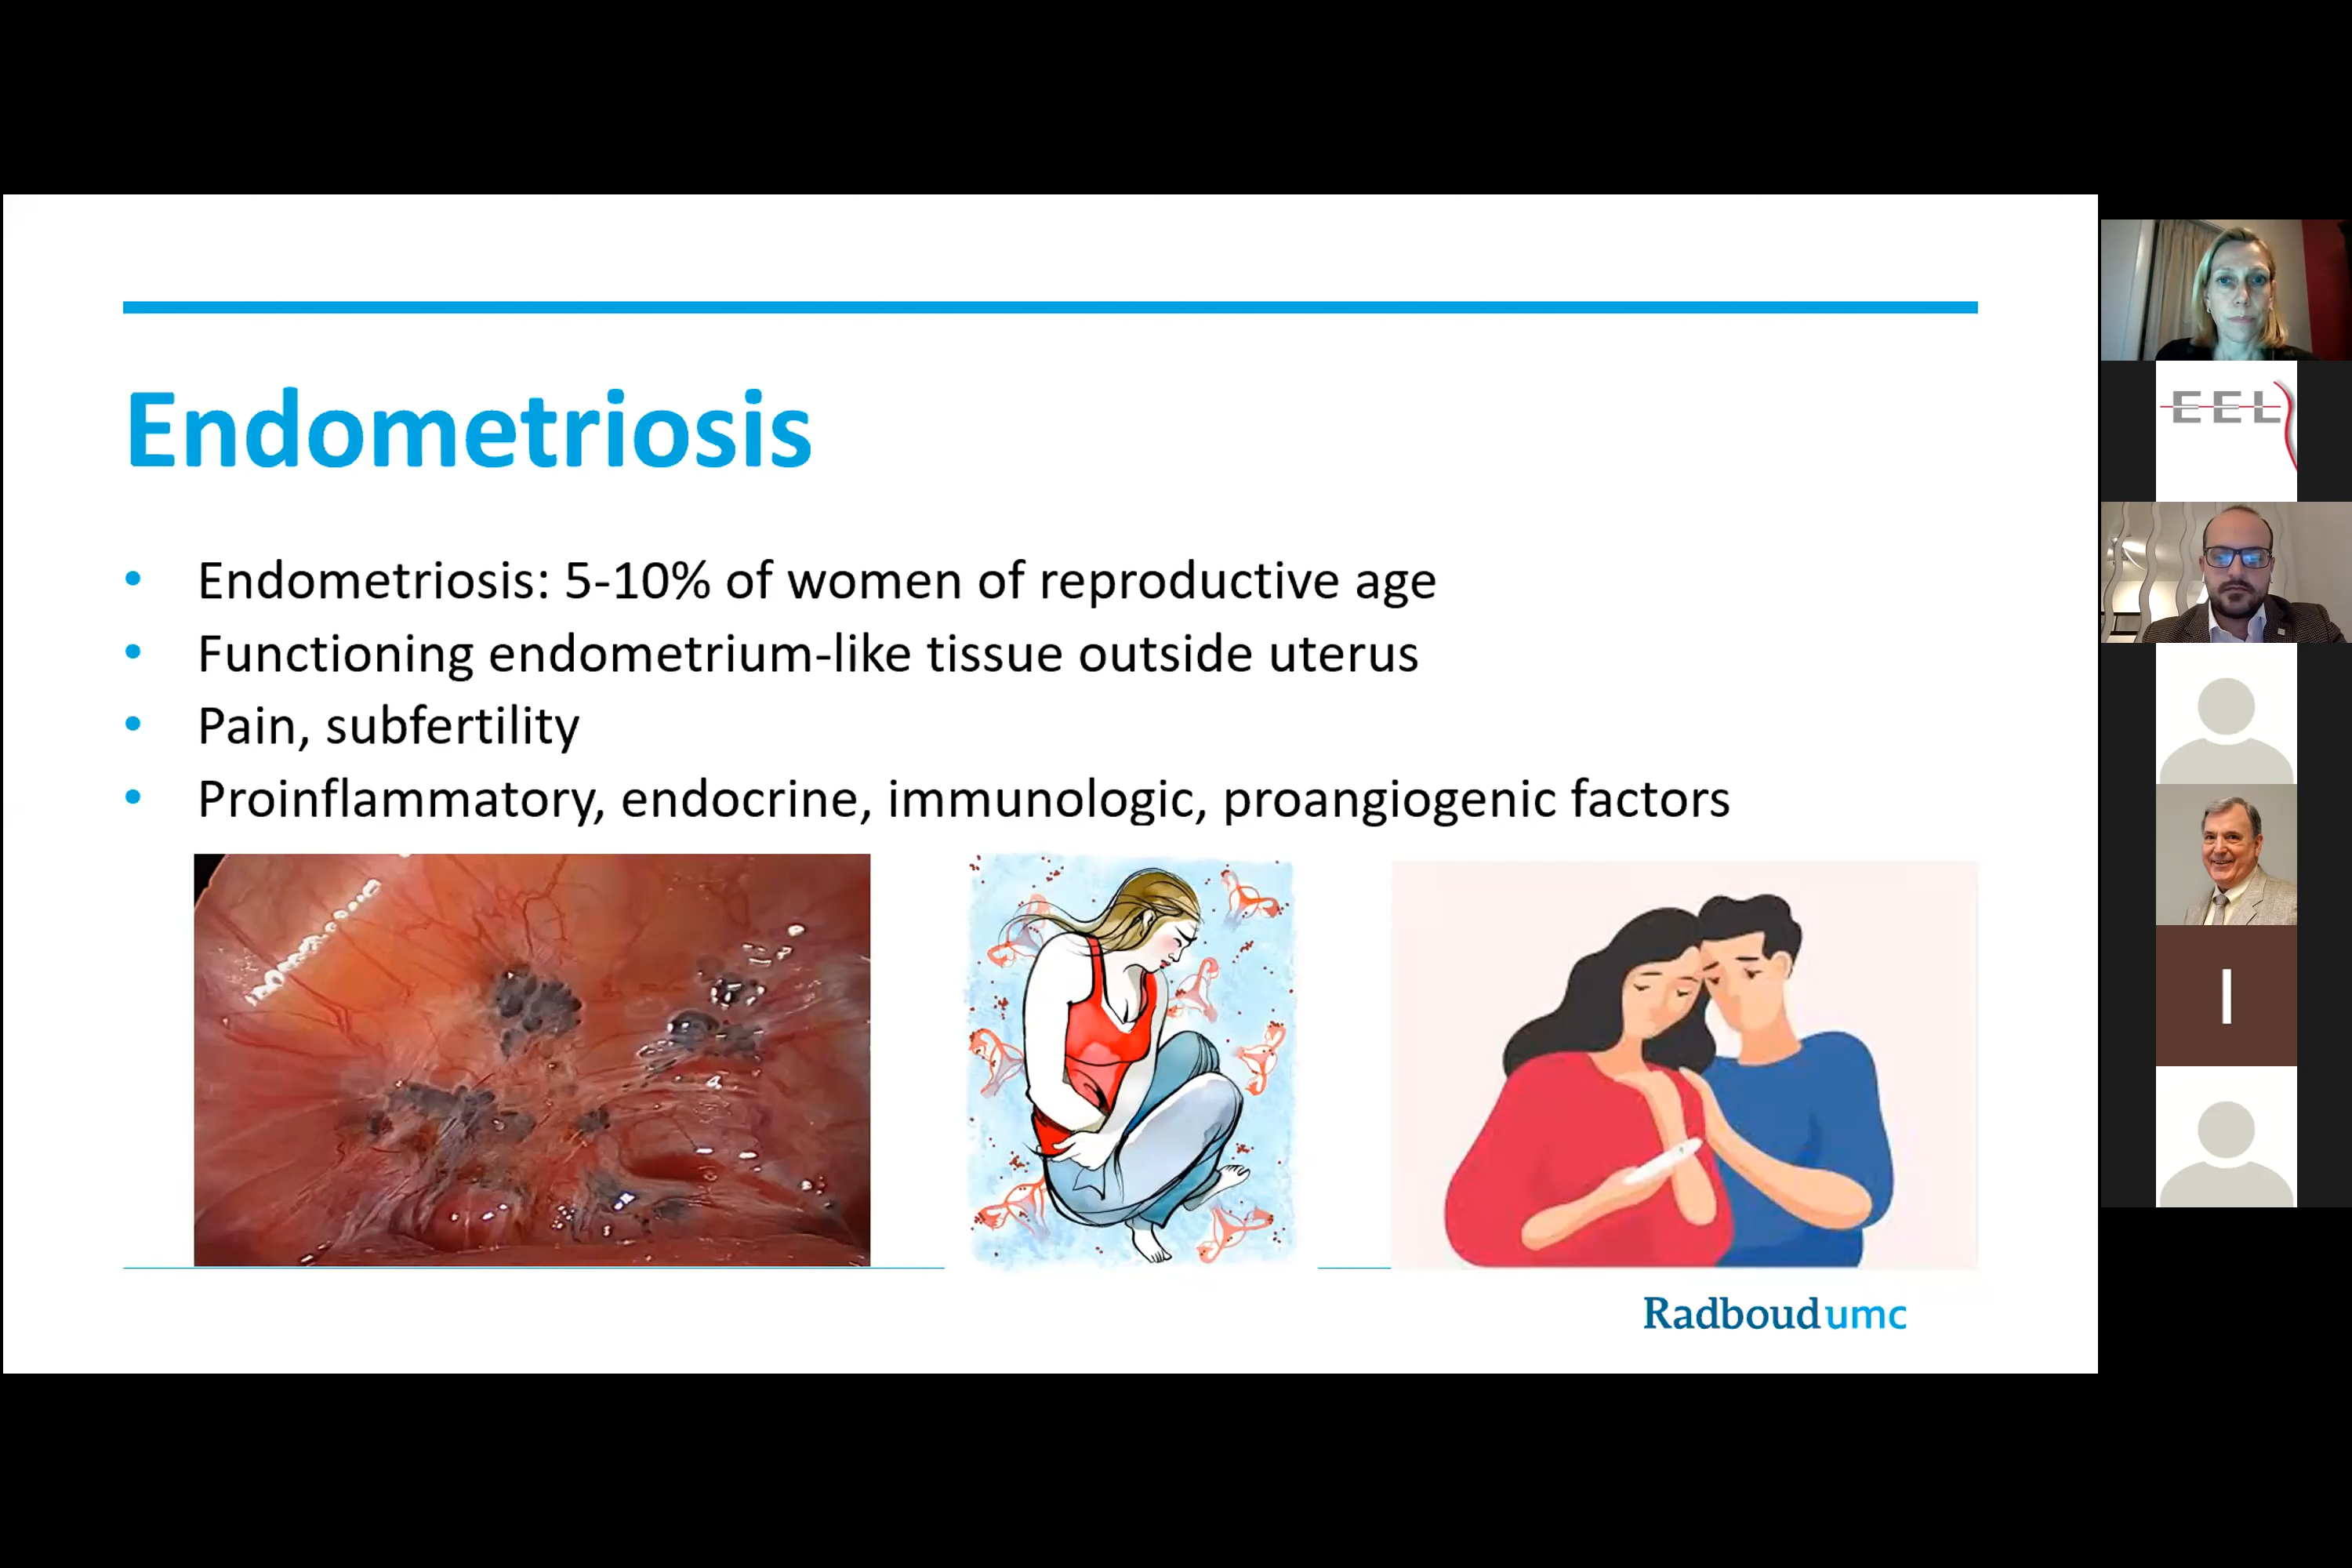 Endometriosis
• Endometriosis: 5-10% of women of reproductive age
• Functioning endometrium-like tissue outside uterus
• Pain, subfertility
• Proinflammatory, endocrine, immunologic, proangiogenic factors
Radboudumc
EEL
I